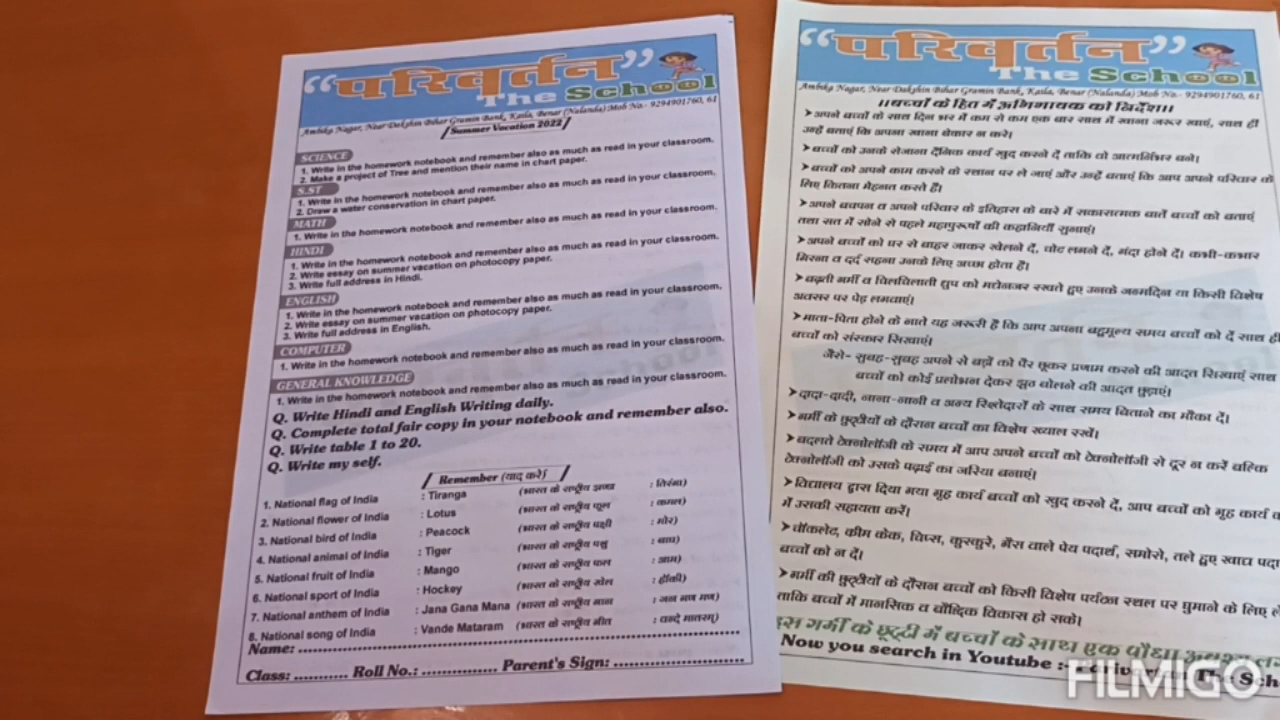 “परिवर्तन”
The School
Ambika Nagar, Near Dakshin Bihar Gramin Bank, Kaila, Benar (Nalanda) Mob No.- 9294901760, 61
Summer Vocation 2022
SCIENCE
1. Write in the homework notebook and remember also as much as read in your classroom.
2. Make a project of Tree and mention their name in chart paper.
S.ST
1. Write in the homework notebook and remember also as much as read in your classroom.
2. Draw a water conservation in chart paper.
MATH
1. Write in the homework notebook and remember also as much as read in your classroom.
HINDI
1. Write in the homework notebook and remember also as much as read in your classroom.
2. Write essay on summer vacation on photocopy paper.
3. Write full address in Hindi.
ENGLISH
1. Write in the homework notebook and remember also as much as read in your classroom.
2. Write essay on summer vacation on photocopy paper.
3. Write full address in English.
COMPUTER
1. Write in the homework notebook and remember also as much as read in your classroom.
GENERAL KNOWLEDGE
1. Write in the homework notebook and remember also as much as read in your classroom.
Q. Write Hindi and English Writing daily.
Q. Complete total fair copy in your notebook and remember also.
Q. Write table 1 to 20.
Q. Write my self.
Remember (याद करे)
1. National flag of India : Tiranga (भारत के राष्ट्रीय झण्डा : तिरंगा)
2. National flower of India : Lotus (भारत के राष्ट्रीय फूल : कमल)
3. National bird of India : Peacock (भारत के राष्ट्रीय पक्षी : मोर)
4. National animal of India : Tiger (भारत के राष्ट्रीय पशु : बाघ)
5. National fruit of India : Mango (भारत के राष्ट्रीय फल : आम)
6. National sport of India : Hockey (भारत के राष्ट्रीय खेल : हॉकी)
7. National anthem of India : Jana Gana Mana (भारत के राष्ट्रीय गान : जन गण मण)
8. National song of India : Vande Mataram (भारत के राष्ट्रीय गीत : वन्दे मातरम्)
Name: ........................
Class: ........... Roll No.: ............... Parent's Sign: ........................
“परिवर्तन”
The School
Ambika Nagar, Near Dakshin Bihar Gramin Bank, Kaila, Benar (Nalanda) Mob No.- 9294901760, 61
।।बच्चों के हित में अभिभावक को निर्देश।।
➤अपने बच्चों के साथ दिन भर में कम से कम एक बार साथ में खाना जरूर खाएं, साथ ही
उन्हें बताएं कि अपना खाना बेकार न करे।
➤बच्चों को उनके रोजाना दैनिक कार्य खुद करने दें ताकि वो आत्मनिर्भर बने।
➤बच्चों को अपने काम करने के स्थान पर ले जाएं और उन्हें बताएं कि आप अपने परिवार के
लिए कितना मेहनत करते हैं।
➤अपने बचपन व अपने परिवार के इतिहास के बारे में सकारात्मक बातें बच्चों को बताएं
तथा रात में सोने से पहले महापुरूषों की कहानियाँ सुनाएं।
➤अपने बच्चों को घर से बाहर जाकर खेलने दें, चोट लगने दें, गंदा होने दें। कभी-कभार
गिरना व दर्द सहना उनके लिए अच्छा होता है।
➤बढ़ती गर्मी व चिलचिलाती धुप को मद्देनजर रखते हुए उनके जन्मदिन या किसी विशेष
अवसर पर पेड़ लगवाएं।
➤माता-पिता होने के नाते यह जरूरी है कि आप अपना बहुमूल्य समय बच्चों को दें साथ ही
बच्चों को संस्कार सिखाएं।
जैसे- सुबह-सुबह अपने से बड़ों को पैर छूकर प्रणाम करने की आदत सिखाएं साथ
बच्चों को कोई प्रलोभन देकर झुठ बोलने की आदत छुड़ाएं।
➤दादा-दादी, नाना-नानी व अन्य रिश्तेदारों के साथ समय बिताने का मौका दें।
➤गर्मी के छुट्टीयों के दौरान बच्चों का विशेष ख्याल रखें।
➤बदलते टेक्नोलॉजी के समय में आप अपने बच्चों को टेक्नोलॉजी से दूर न करें बल्कि
टेक्नोलॉजी को उसके पढ़ाई का जरिया बनाएं।
➤विद्यालय द्वारा दिया गया गृह कार्य बच्चों को खुद करने दें, आप बच्चों को गृह कार्य
में उसकी सहायता करें।
➤चॉकलेट, क्रीम केक, चिप्स, कुरकुरे, गैस वाले पेय पदार्थ, समोसे, तले हुए खाद्य पदा
बच्चों को न दें।
➤गर्मी की छुट्टीयों के दौरान बच्चों को किसी विशेष पर्यटन स्थल पर घुमाने के लिए ले
ताकि बच्चों में मानसिक व बौध्दिक विकास हो सके।
इस गर्मी के छूट्टी में बच्चों के साथ एक पौधा अवश्य
Now you search in Youtube :- The Sch
FILMIGO